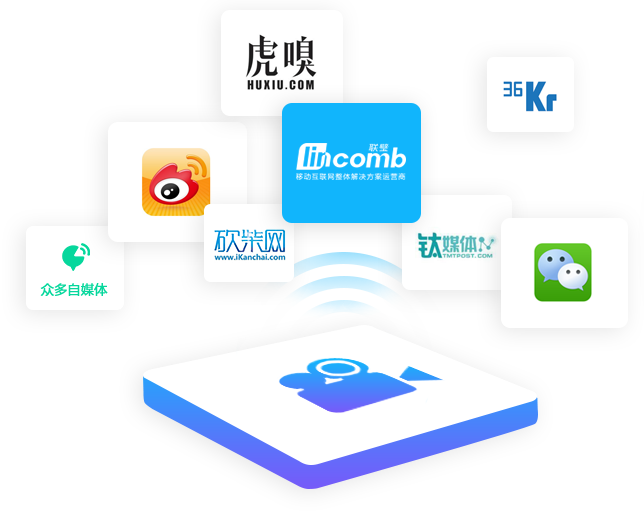 虎嗅
HUXIU.COM
36Kr
联璧
lincomb
移动互联网整体解决方案运营商
砍柴网
www.iKanchai.com
钛媒体
TMTPOST.COM
众多自媒体